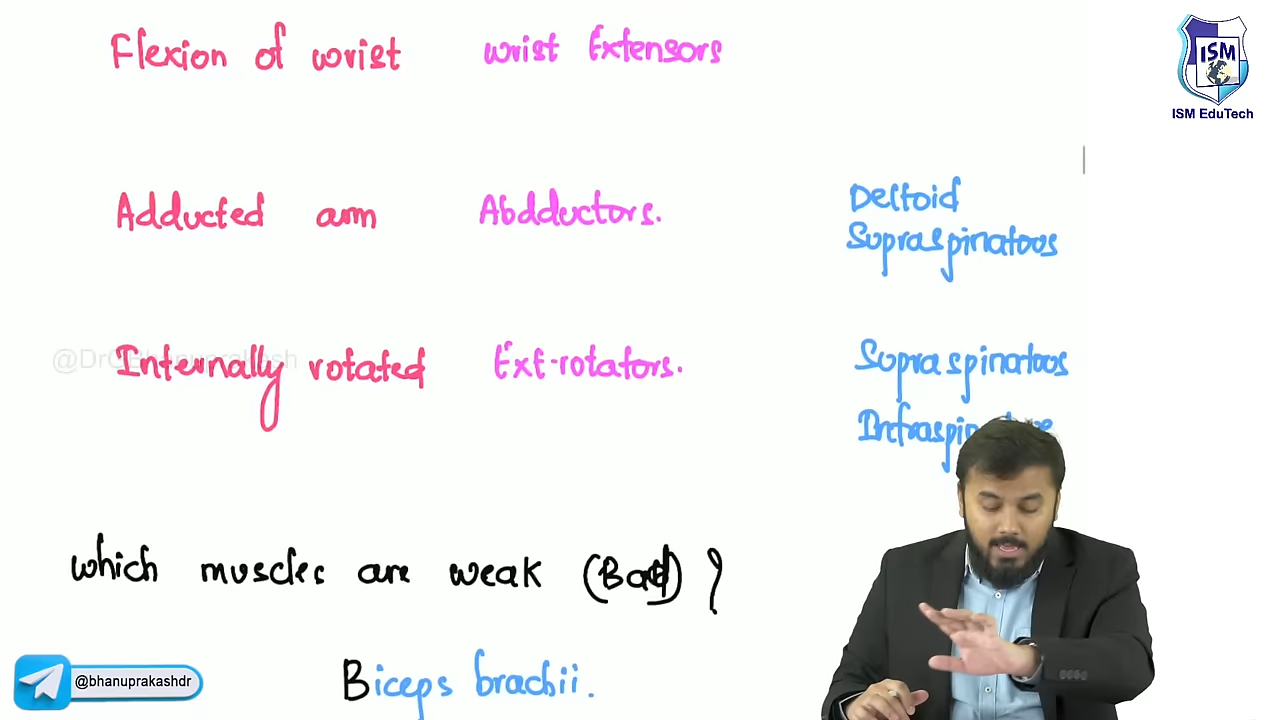 Flexion of wrist wrist Extensors
ISM
ISM EduTech
Adducted arm Abdductors. Deltoid
Supraspinatous
@DrGBhanuprakash
Internally rotated Ext-rotators. Supraspinatous
which muscles are weak (Bad) ?
@bhanuprakashdr
Biceps brachii.